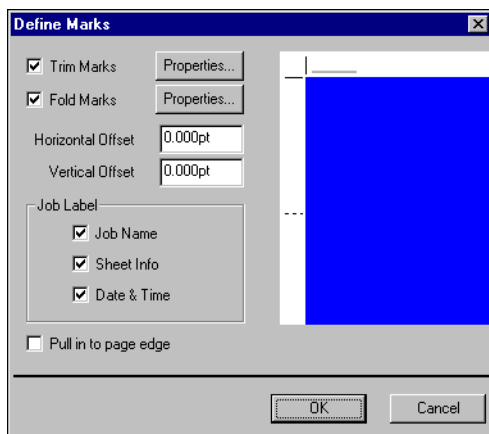 Define Marks
Trim Marks Properties...
Fold Marks Properties...
Horizontal Offset 0.000pt
Vertical Offset 0.000pt
Job Label
Job Name
Sheet Info
Date & Time
Pull in to page edge
OK Cancel